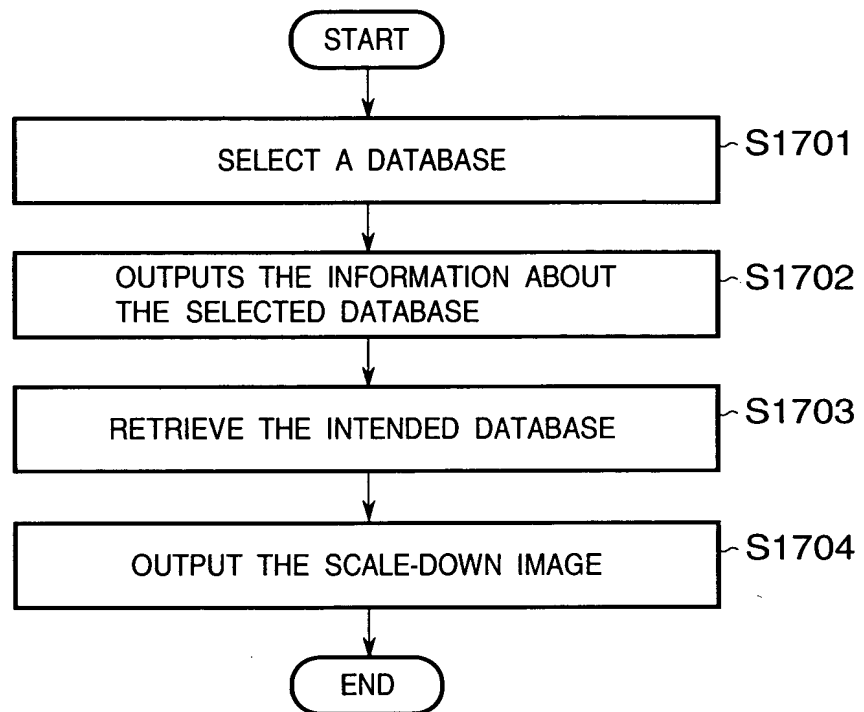 START
SELECT A DATABASE
S1701
OUTPUTS THE INFORMATION ABOUT
THE SELECTED DATABASE
S1702
RETRIEVE THE INTENDED DATABASE
S1703
OUTPUT THE SCALE-DOWN IMAGE
S1704
END